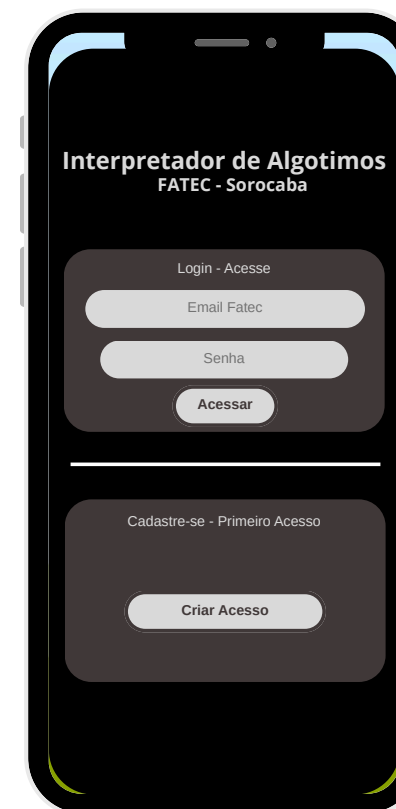 Interpretador de Algotimos
FATEC - Sorocaba
Login - Acesse
Email Fatec
Senha
Acessar
Cadastre-se - Primeiro Acesso
Criar Acesso